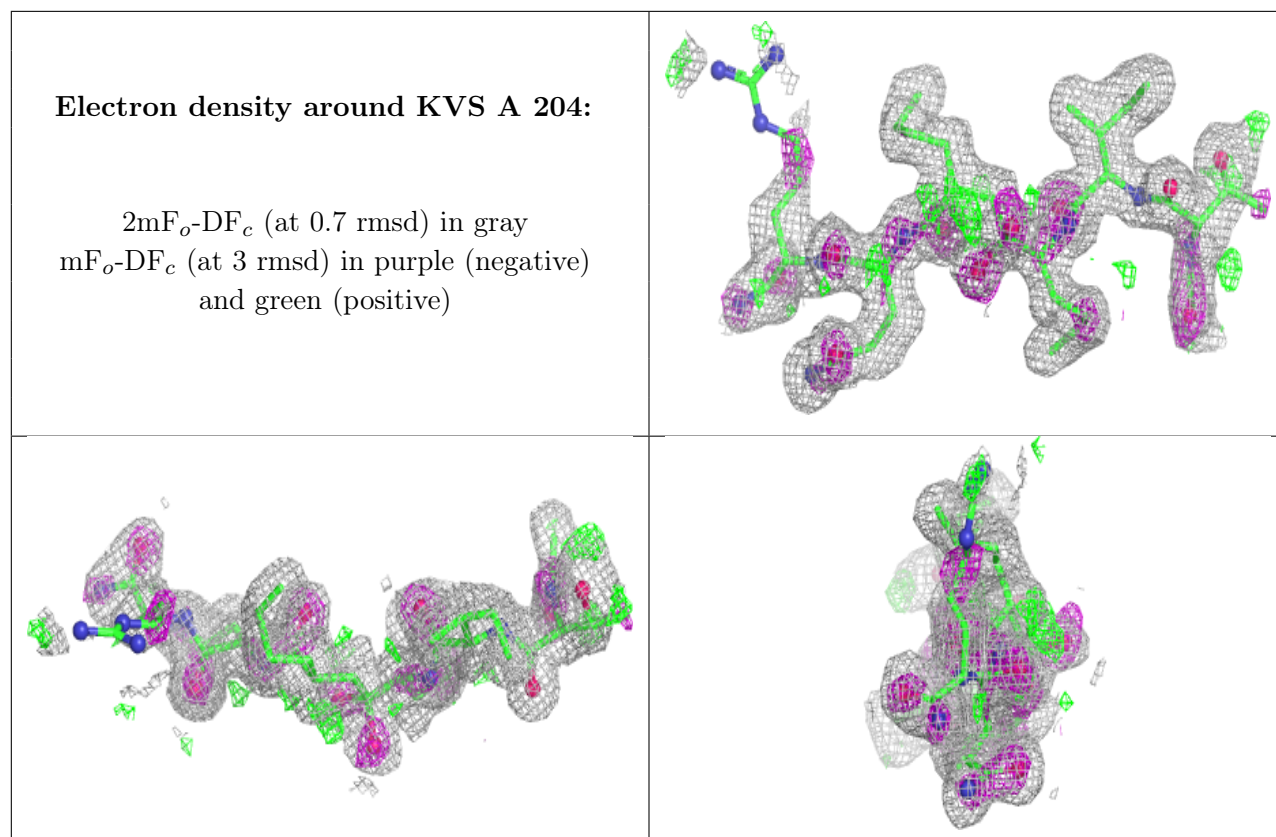 Electron density around KVS A 204:
2mFo-DFc (at 0.7 rmsd) in gray
mFo-DFc (at 3 rmsd) in purple (negative)
and green (positive)